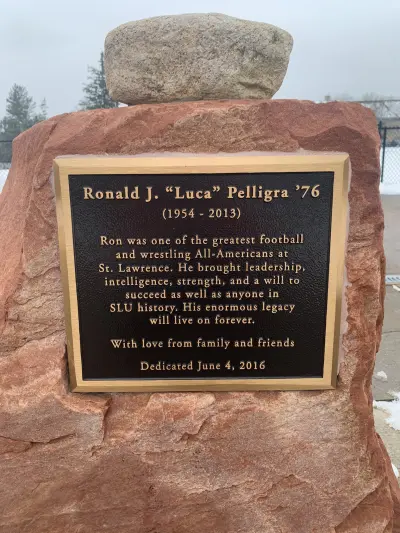 Ronald J. "Luca" Pelligra '76
(1954 - 2013)
Ron was one of the greatest football
and wrestling All-Americans at
St. Lawrence. He brought leadership,
intelligence, strength, and a will to
succeed as well as anyone in
SLU history. His enormous legacy
will live on forever.
With love from family and friends
Dedicated June 4, 2016